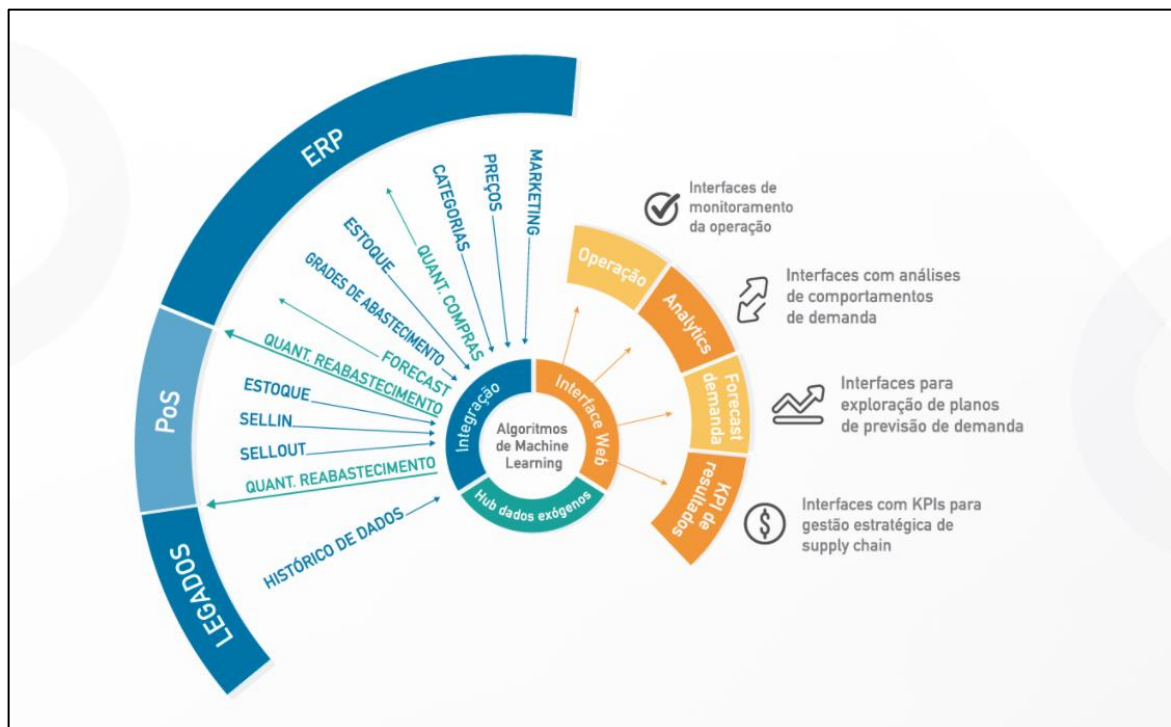 ERP
PoS
LEGADOS
MARKETING
PREÇOS
CATEGORIAS
QUANT. COMPRAS
ESTOQUE
GRADES DE ABASTECIMENTO
FORECAST
QUANT. REABASTECIMENTO
ESTOQUE
SELLIN
SELLOUT
QUANT. REABASTECIMENTO
HISTÓRICO DE DADOS
Integração
Interface Web
Hub dados exógenos
Algoritmos
de Machine
Learning
Operação
Analytics
Forecast
demanda
KPI de
resultados
Interfaces de
monitoramento
da operação
Interfaces com análises
de comportamentos
de demanda
Interfaces para
exploração de planos
de previsão de demanda
$
Interfaces com KPIs para
gestão estratégica de
supply chain